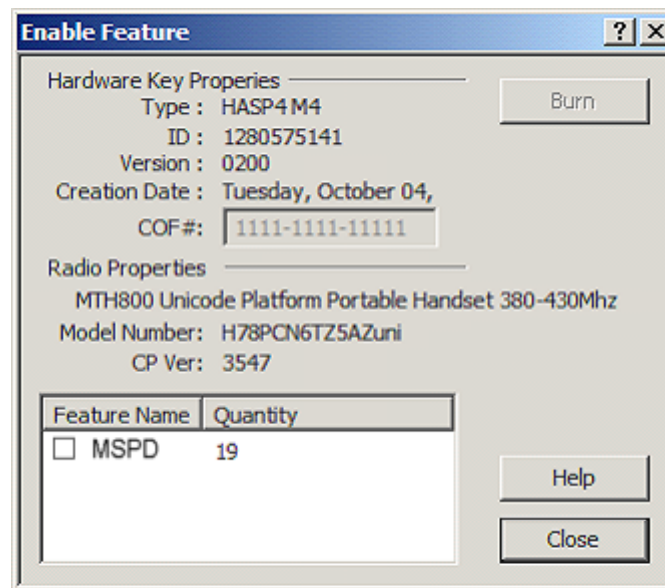 Enable Feature
Hardware Key Properies
Burn
Type : HASP4 M4
ID : 1280575141
Version : 0200
Creation Date : Tuesday, October 04,
COF#: 1111-1111-11111
Radio Properties
MTH800 Unicode Platform Portable Handset 380-430Mhz
Model Number: H78PCN6TZ5AZuni
CP Ver: 3547
Feature Name Quantity
MSPD 19
Help
Close